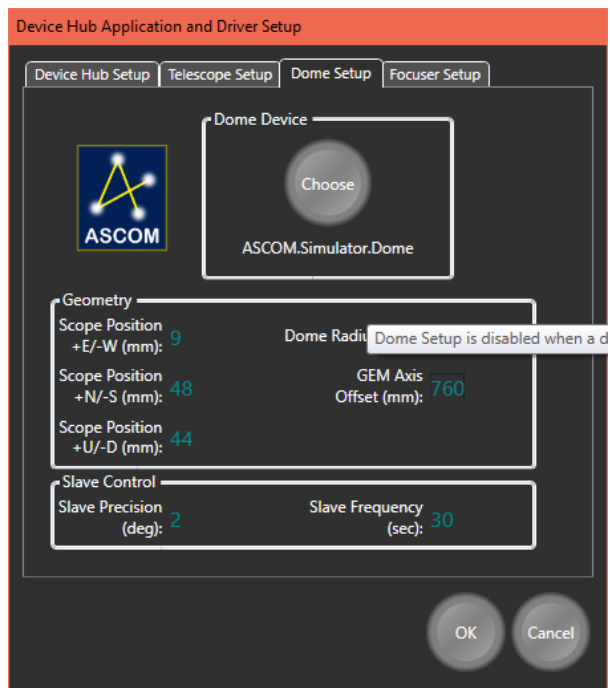 Device Hub Application and Driver Setup
Device Hub Setup Telescope Setup Dome Setup Focuser Setup
Dome Device
Choose
ASCOM
ASCOM.Simulator.Dome
Geometry
Scope Position
+E/-W (mm): 9
Dome Radiu
Dome Setup is disabled when a d
Scope Position
+N/-S (mm): 48
GEM Axis
Offset (mm): 760
Scope Position
+U/-D (mm): 44
Slave Control
Slave Precision
(deg): 2
Slave Frequency
(sec): 30
OK Cancel